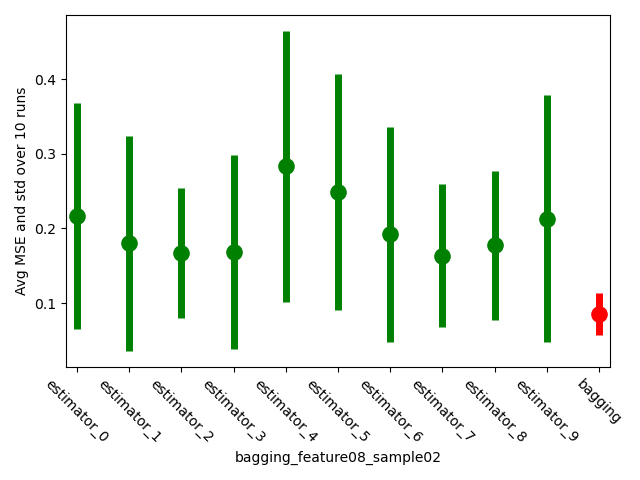 Avg MSE and std over 10 runs
0.4
0.3
0.2
0.1
estimator_0
estimator_1
estimator_2
estimator_3
estimator_4
estimator_5
estimator_6
estimator_7
estimator_8
estimator_9
bagging
bagging_feature08_sample02